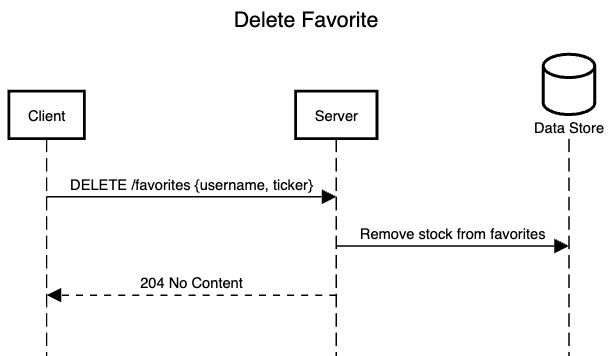 Delete Favorite
Client
Server
Data Store
DELETE /favorites {username, ticker}
Remove stock from favorites
204 No Content